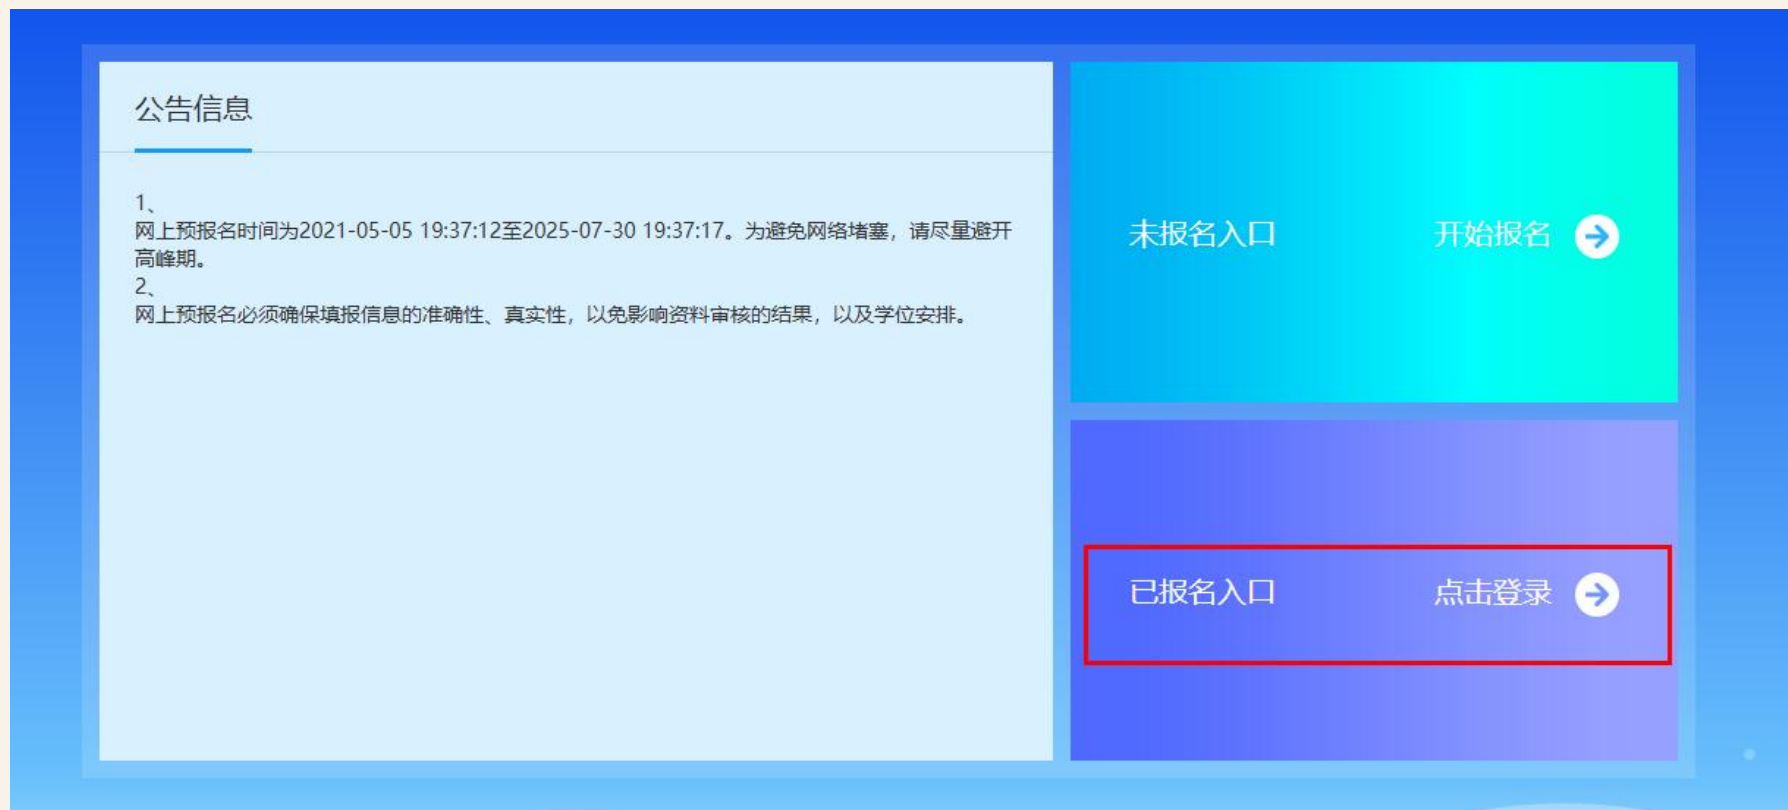 公告信息
1、
网上预报名时间为2021-05-05 19:37:12至2025-07-30 19:37:17。为避免网络堵塞，请尽量避开
高峰期。
2、
网上预报名必须确保填报信息的准确性、真实性，以免影响资料审核的结果，以及学位安排。
未报名入口 开始报名
已报名入口 点击登录